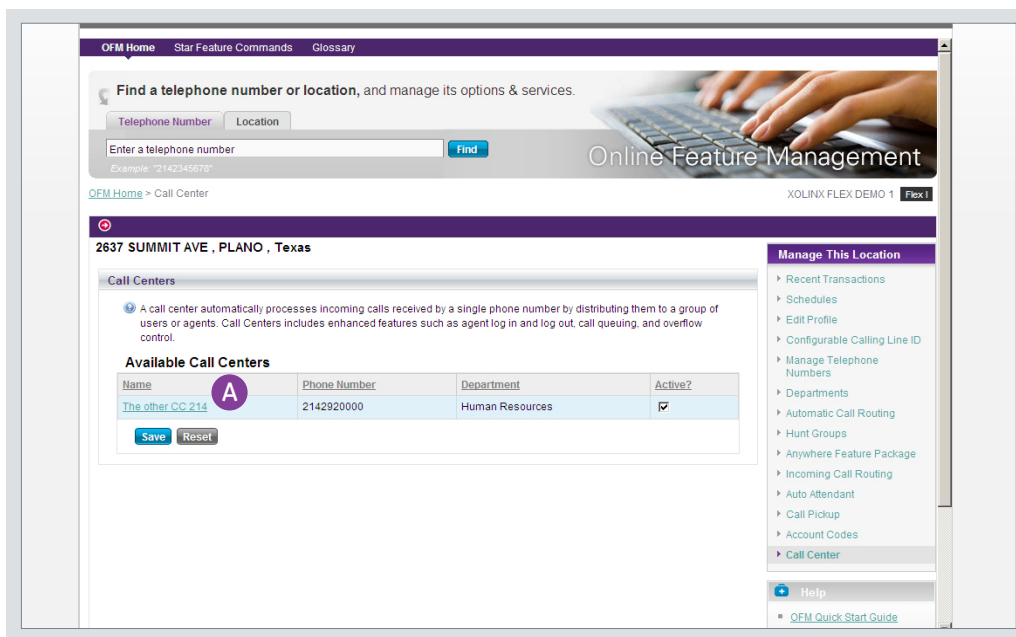 OFM Home Star Feature Commands Glossary
Find a telephone number or location, and manage its options & services.
Telephone Number Location
Enter a telephone number Find
Example: "2142345678"
Online Feature Management
OFM Home > Call Center
XOLINX FLEX DEMO 1 Flex I
2637 SUMMIT AVE , PLANO , Texas
Call Centers
A call center automatically processes incoming calls received by a single phone number by distributing them to a group of
users or agents. Call Centers includes enhanced features such as agent log in and log out, call queuing, and overflow
control.
Available Call Centers
Name Phone Number Department Active?
A
The other CC 214 2142920000 Human Resources
Save Reset
Manage This Location
Recent Transactions
Schedules
Edit Profile
Configurable Calling Line ID
Manage Telephone
Numbers
Departments
Automatic Call Routing
Hunt Groups
Anywhere Feature Package
Incoming Call Routing
Auto Attendant
Call Pickup
Account Codes
Call Center
Help
OFM Quick Start Guide